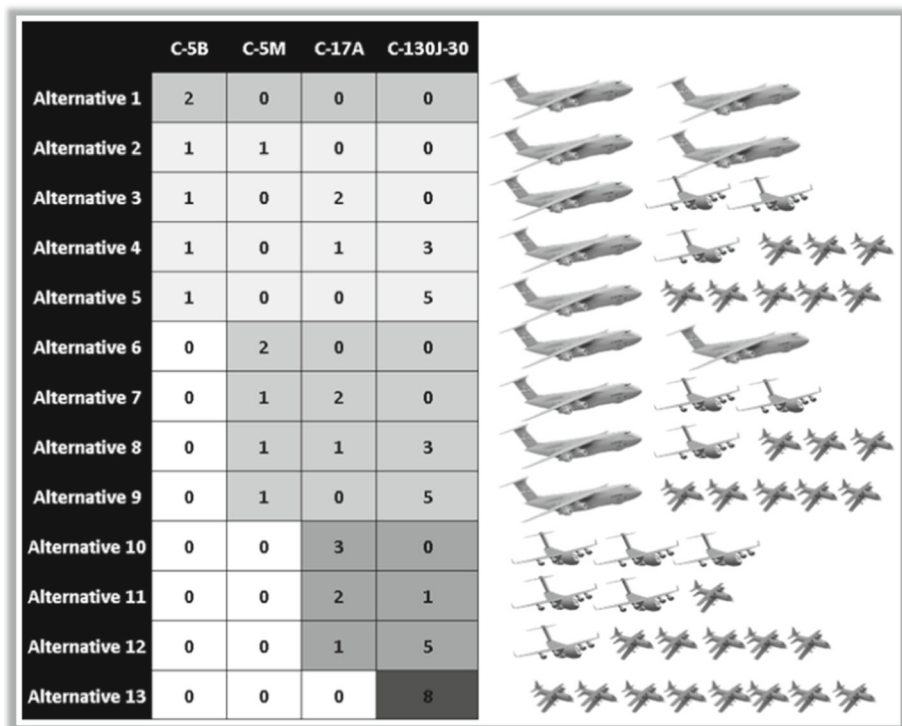 C-5B C-5M C-17A C-130J-30
Alternative 1 2 0 0 0
Alternative 2 1 1 0 0
Alternative 3 1 0 2 0
Alternative 4 1 0 1 3
Alternative 5 1 0 0 5
Alternative 6 0 2 0 0
Alternative 7 0 1 2 0
Alternative 8 0 1 1 3
Alternative 9 0 1 0 5
Alternative 10 0 0 3 0
Alternative 11 0 0 2 1
Alternative 12 0 0 1 5
Alternative 13 0 0 0 8